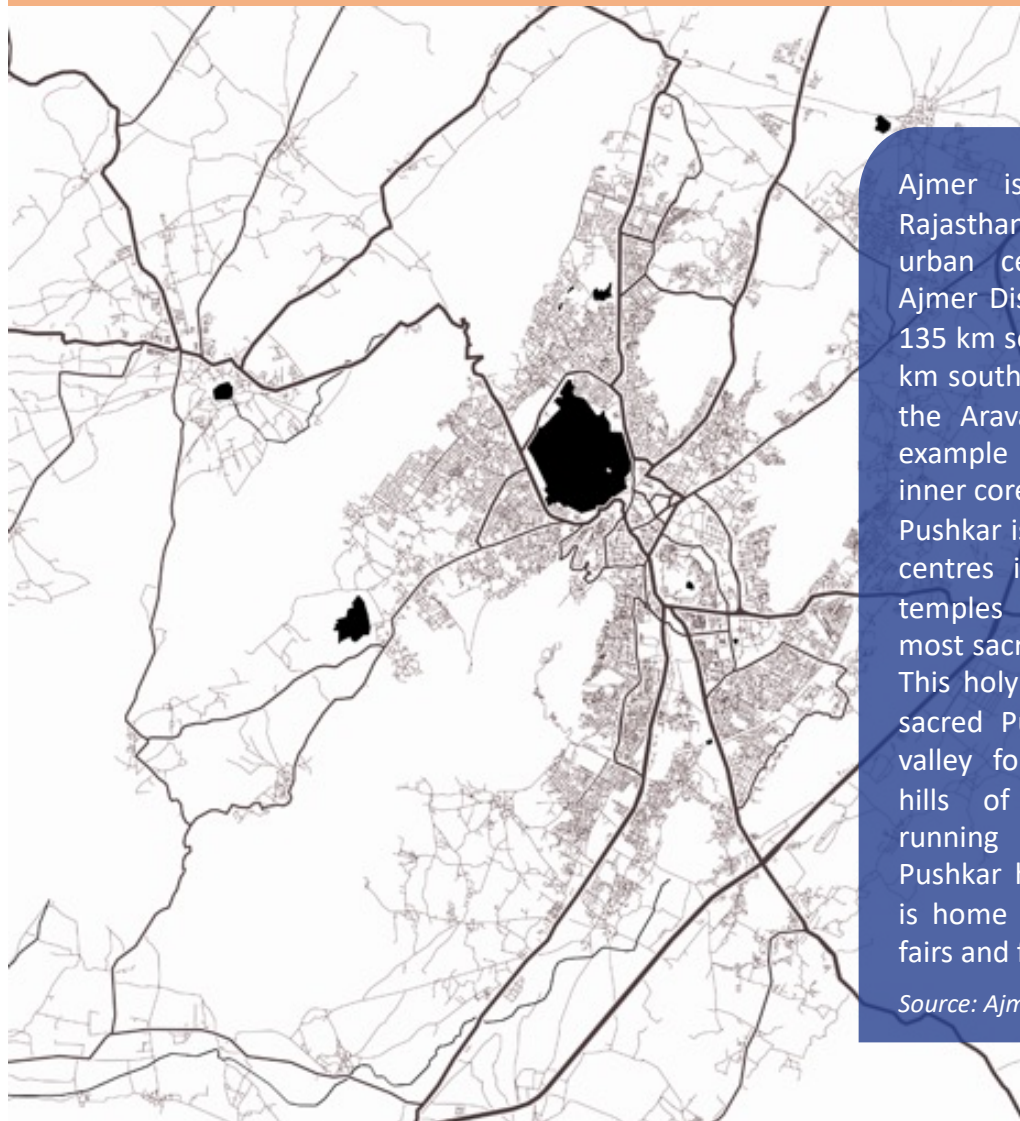 Ajmer is
Rajasthan
urban ce
Ajmer Dis
135 km so
km south
the Arava
example
inner core
Pushkar is
centres i
temples
most sacr
This holy
sacred Pu
valley fo
hills of
running
Pushkar h
is home
fairs and f
Source: Ajm